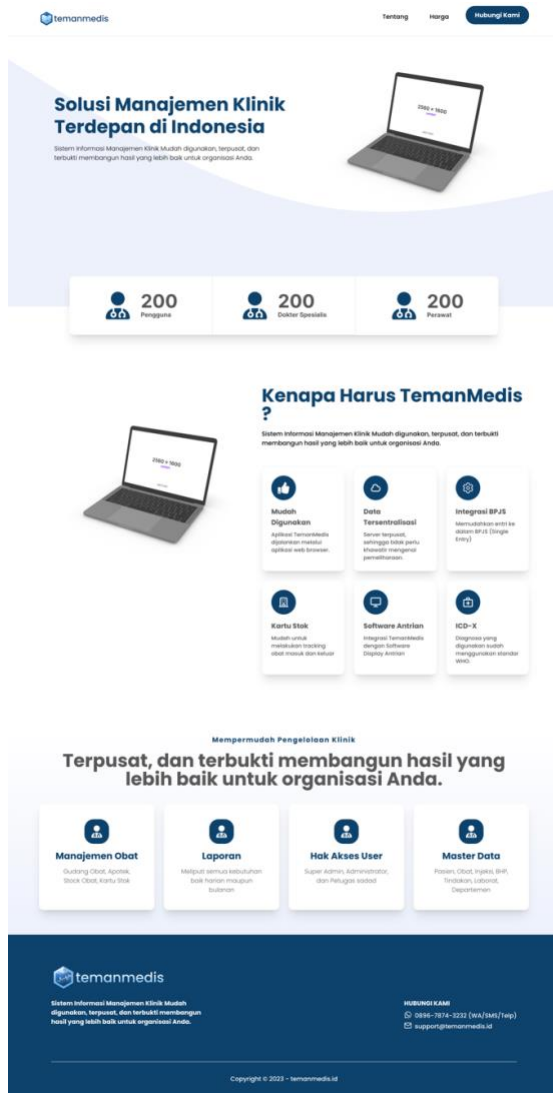 temanmedis
Tentang Harga Hubungi Kami
Solusi Manajemen Klinik
Terdepan di Indonesia
Sistem Informasi Manajemen Klinik Mudah digunakan, terpusat, dan
terbukti membangun hasil yang lebih baik untuk organisasi Anda.
2560 × 1600
200
Pengguna
200
Dokter Spesialis
200
Perawat
Kenapa Harus TemanMedis
?
Sistem Informasi Manajemen Klinik Mudah digunakan, terpusat, dan terbukti
membangun hasil yang lebih baik untuk organisasi Anda.
2560 × 1600
Mudah
Digunakan
Aplikasi TemanMedis
dijalankan melalui
aplikasi web browser.
Data
Tersentralisasi
Server terpusat,
sehingga tidak perlu
khawatir mengenai
pemeliharaan.
Integrasi BPJS
Memudahkan entri ke
dalam BPJS (Single
Entry)
Kartu Stok
Mudah untuk
melakukan tracking
obat masuk dan keluar
Software Antrian
Integrasi TemanMedis
dengan Software
Display Antrian
ICD-X
Diagnosa yang
digunakan sudah
menggunakan standar
WHO.
Mempermudah Pengelolaan Klinik
Terpusat, dan terbukti membangun hasil yang
lebih baik untuk organisasi Anda.
Manajemen Obat
Gudang Obat, Apotek,
Stock Obat, Kartu Stok
Laporan
Meliputi semua kebutuhan
baik harian maupun
bulanan
Hak Akses User
Super Admin, Administrator,
dan Petugas
Master Data
Pasien, Obat, Injeksi, BHP,
Tindakan, Laborat,
Departemen
temanmedis
Sistem Informasi Manajemen Klinik Mudah
digunakan, terpusat, dan terbukti membangun
hasil yang lebih baik untuk organisasi Anda.
HUBUNGI KAMI
0896-7874-3232 (WA/SMS/Telp)
support@temanmedis.id
Copyright © 2023 - temanmedis.id